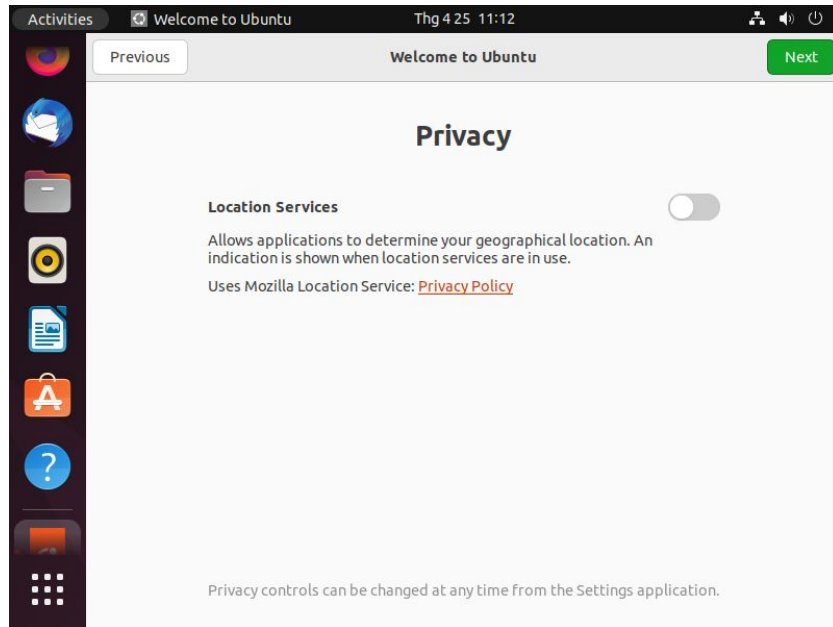 Activities Welcome to Ubuntu Thg 4 25 11:12
Previous Welcome to Ubuntu Next
Privacy
Location Services
Allows applications to determine your geographical location. An
indication is shown when location services are in use.
Uses Mozilla Location Service: Privacy Policy
Privacy controls can be changed at any time from the Settings application.